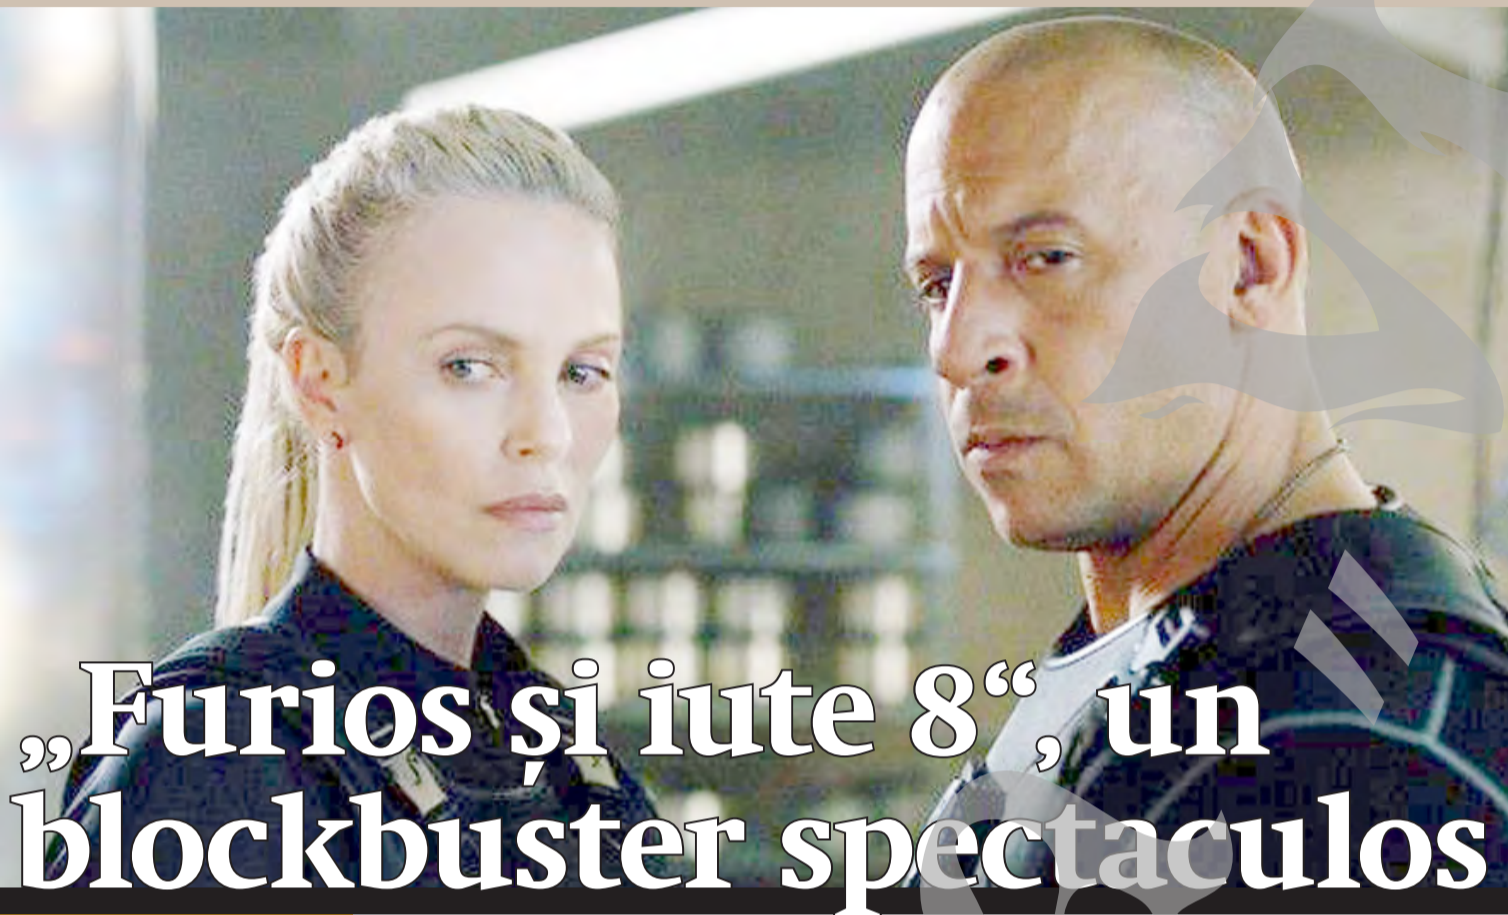 „Furios și iute 8“, un
blockbuster spectaculos